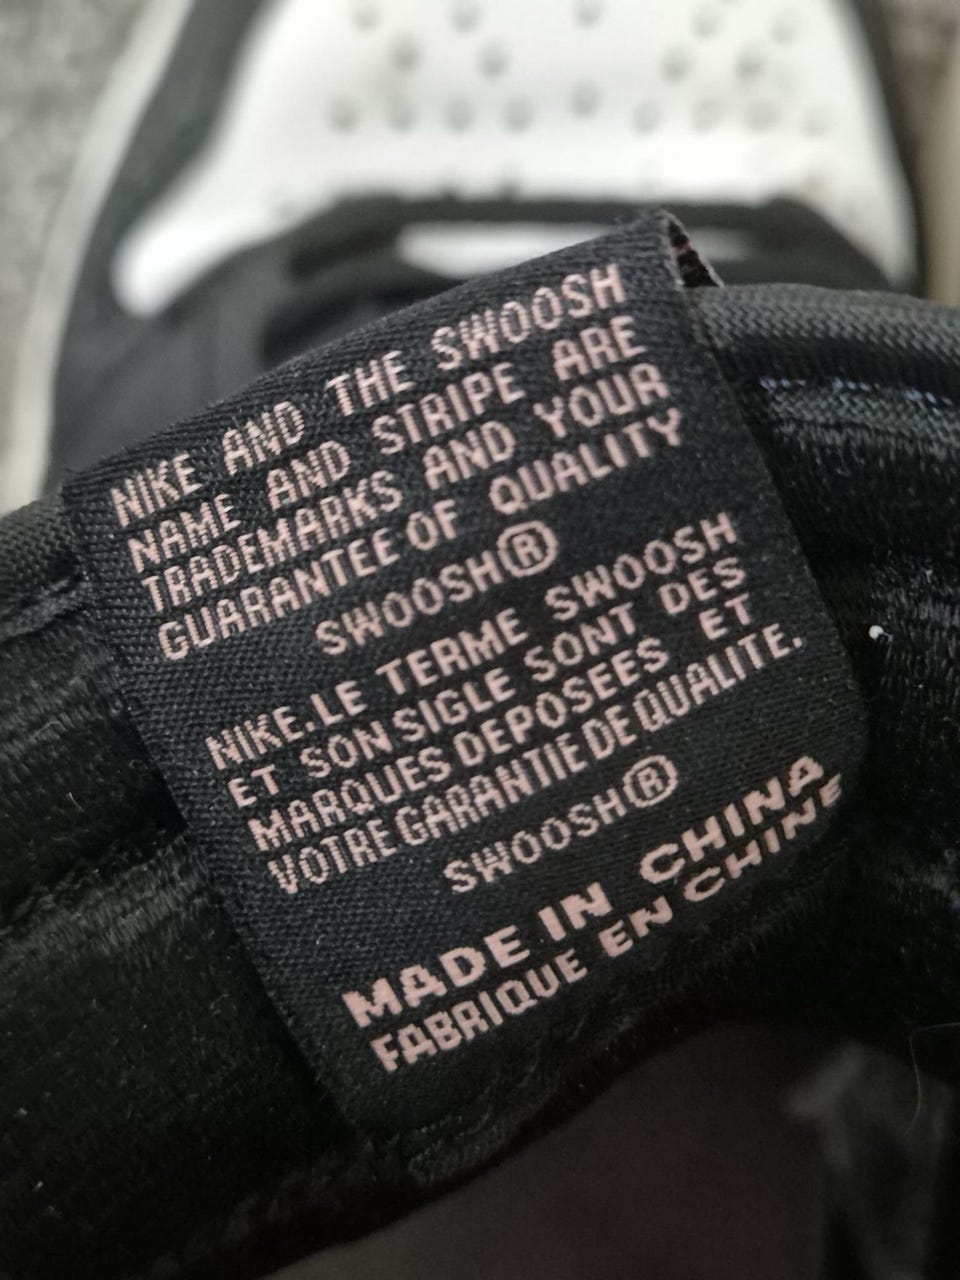 NIKE AND THE SWOOSH
NAME AND STRIPE ARE
TRADEMARKS AND YOUR
GUARANTEE OF QUALITY
SWOOSH®
NIKE.LE TERME SWOOSH
ET SON SIGLE SONT DES
MARQUES DEPOSEES ET
VOTRE GARANTIE DE QUALITE.
SWOOSH®
MADE IN CHINA
FABRIQUE EN CHINE